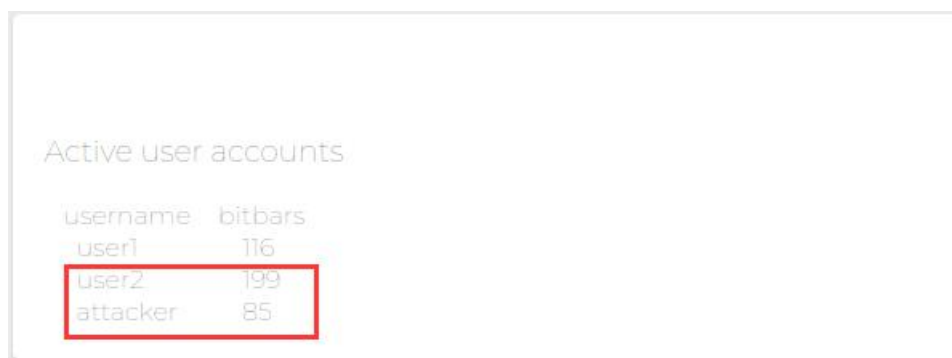 Active user accounts
username bitbars
user1 116
user2 199
attacker 85